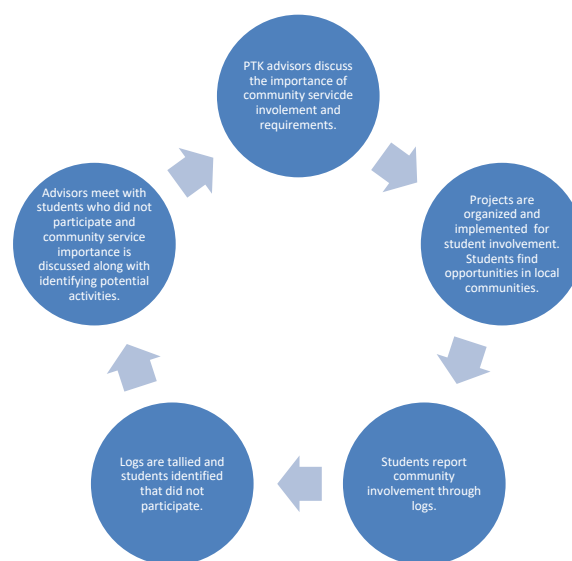 PTK advisors discuss
the importance of
community servicde
involement and
requirements.
Projects are
organized and
implemented for
student involvement.
Students find
opportunities in local
communities.
Students report
community
involvement through
logs.
Logs are tallied and
students identified
that did not
participate.
Advisors meet with
students who did not
participate and
community service
importance is
discussed along with
identifying potential
activities.